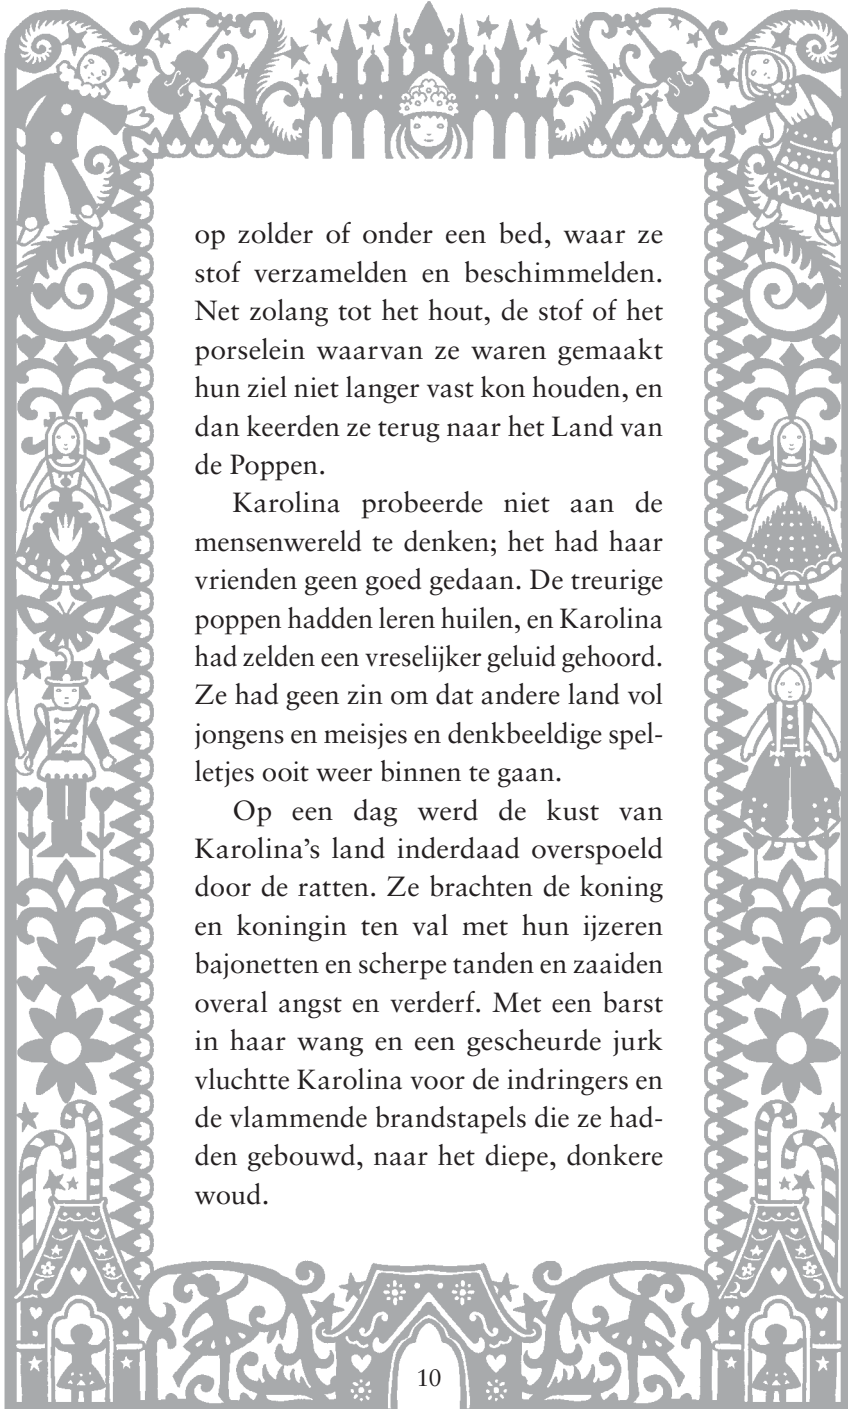 op zolder of onder een bed, waar ze
stof verzamelden en beschimmelden.
Net zolang tot het hout, de stof of het
porselein waarvan ze waren gemaakt
hun ziel niet langer vast kon houden, en
dan keerden ze terug naar het Land van
de Poppen.
Karolina probeerde niet aan de
mensenwereld te denken; het had haar
vrienden geen goed gedaan. De treurige
poppen hadden leren huilen, en Karolina
had zelden een vreselijker geluid gehoord.
Ze had geen zin om dat andere land vol
jongens en meisjes en denkbeeldige spel-
letjes ooit weer binnen te gaan.
Op een dag werd de kust van
Karolina’s land inderdaad overspoeld
door de ratten. Ze brachten de koning
en koningin ten val met hun ijzeren
bajonetten en scherpe tanden en zaaiden
overal angst en verderf. Met een barst
in haar wang en een gescheurde jurk
vluchtte Karolina voor de indringers en
de vlammende brandstapels die ze had-
den gebouwd, naar het diepe, donkere
woud.
10